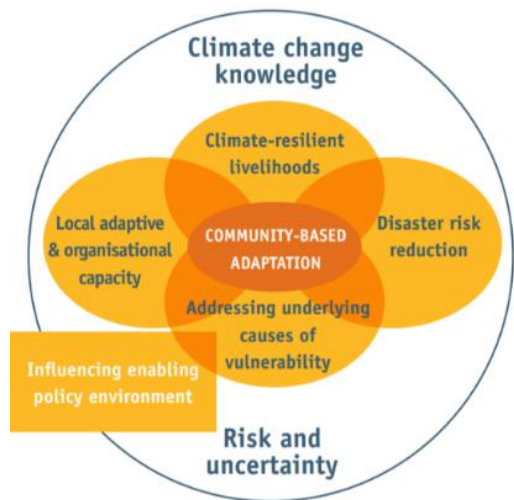 Climate change
knowledge
Climate-resilient
livelihoods
Local adaptive
& organisational
capacity
COMMUNITY-BASED
ADAPTATION
Disaster risk
reduction
Addressing underlying
causes of
vulnerability
Influencing enabling
policy environment
Risk and
uncertainty